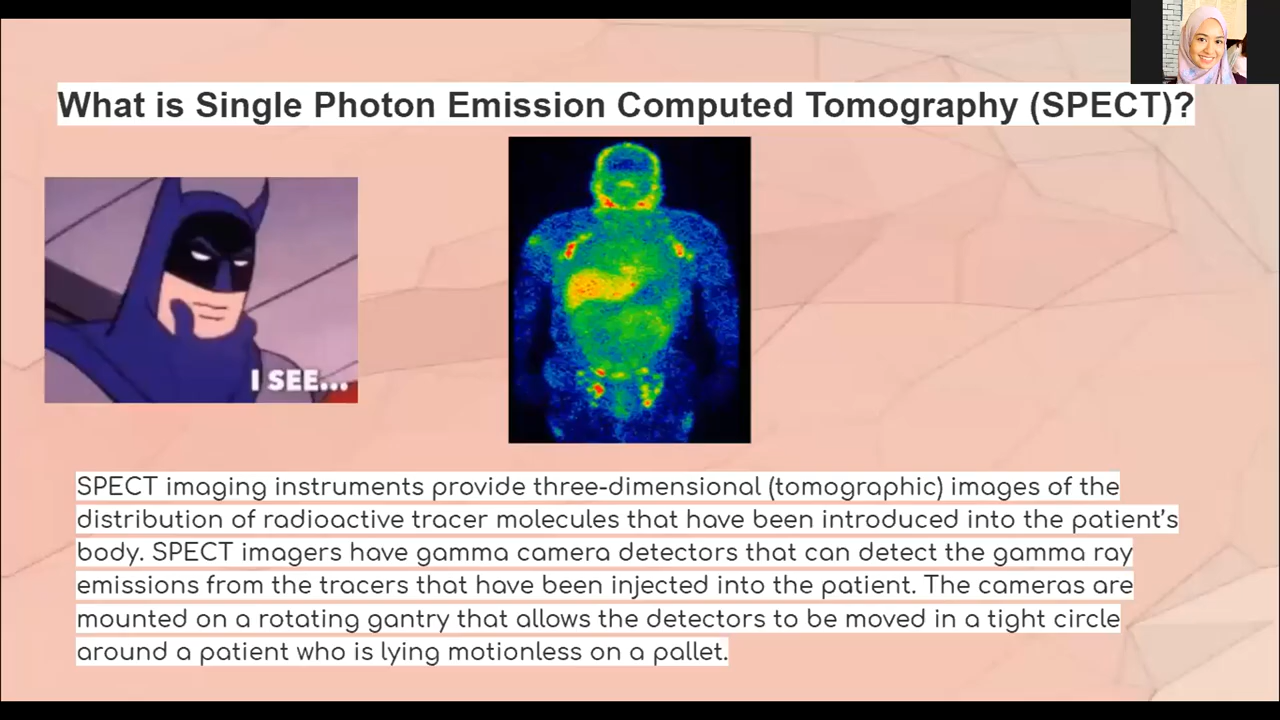 What is Single Photon Emission Computed Tomography (SPECT)?
I SEE...
SPECT imaging instruments provide three-dimensional (tomographic) images of the
distribution of radioactive tracer molecules that have been introduced into the patient’s
body. SPECT imagers have gamma camera detectors that can detect the gamma ray
emissions from the tracers that have been injected into the patient. The cameras are
mounted on a rotating gantry that allows the detectors to be moved in a tight circle
around a patient who is lying motionless on a pallet.